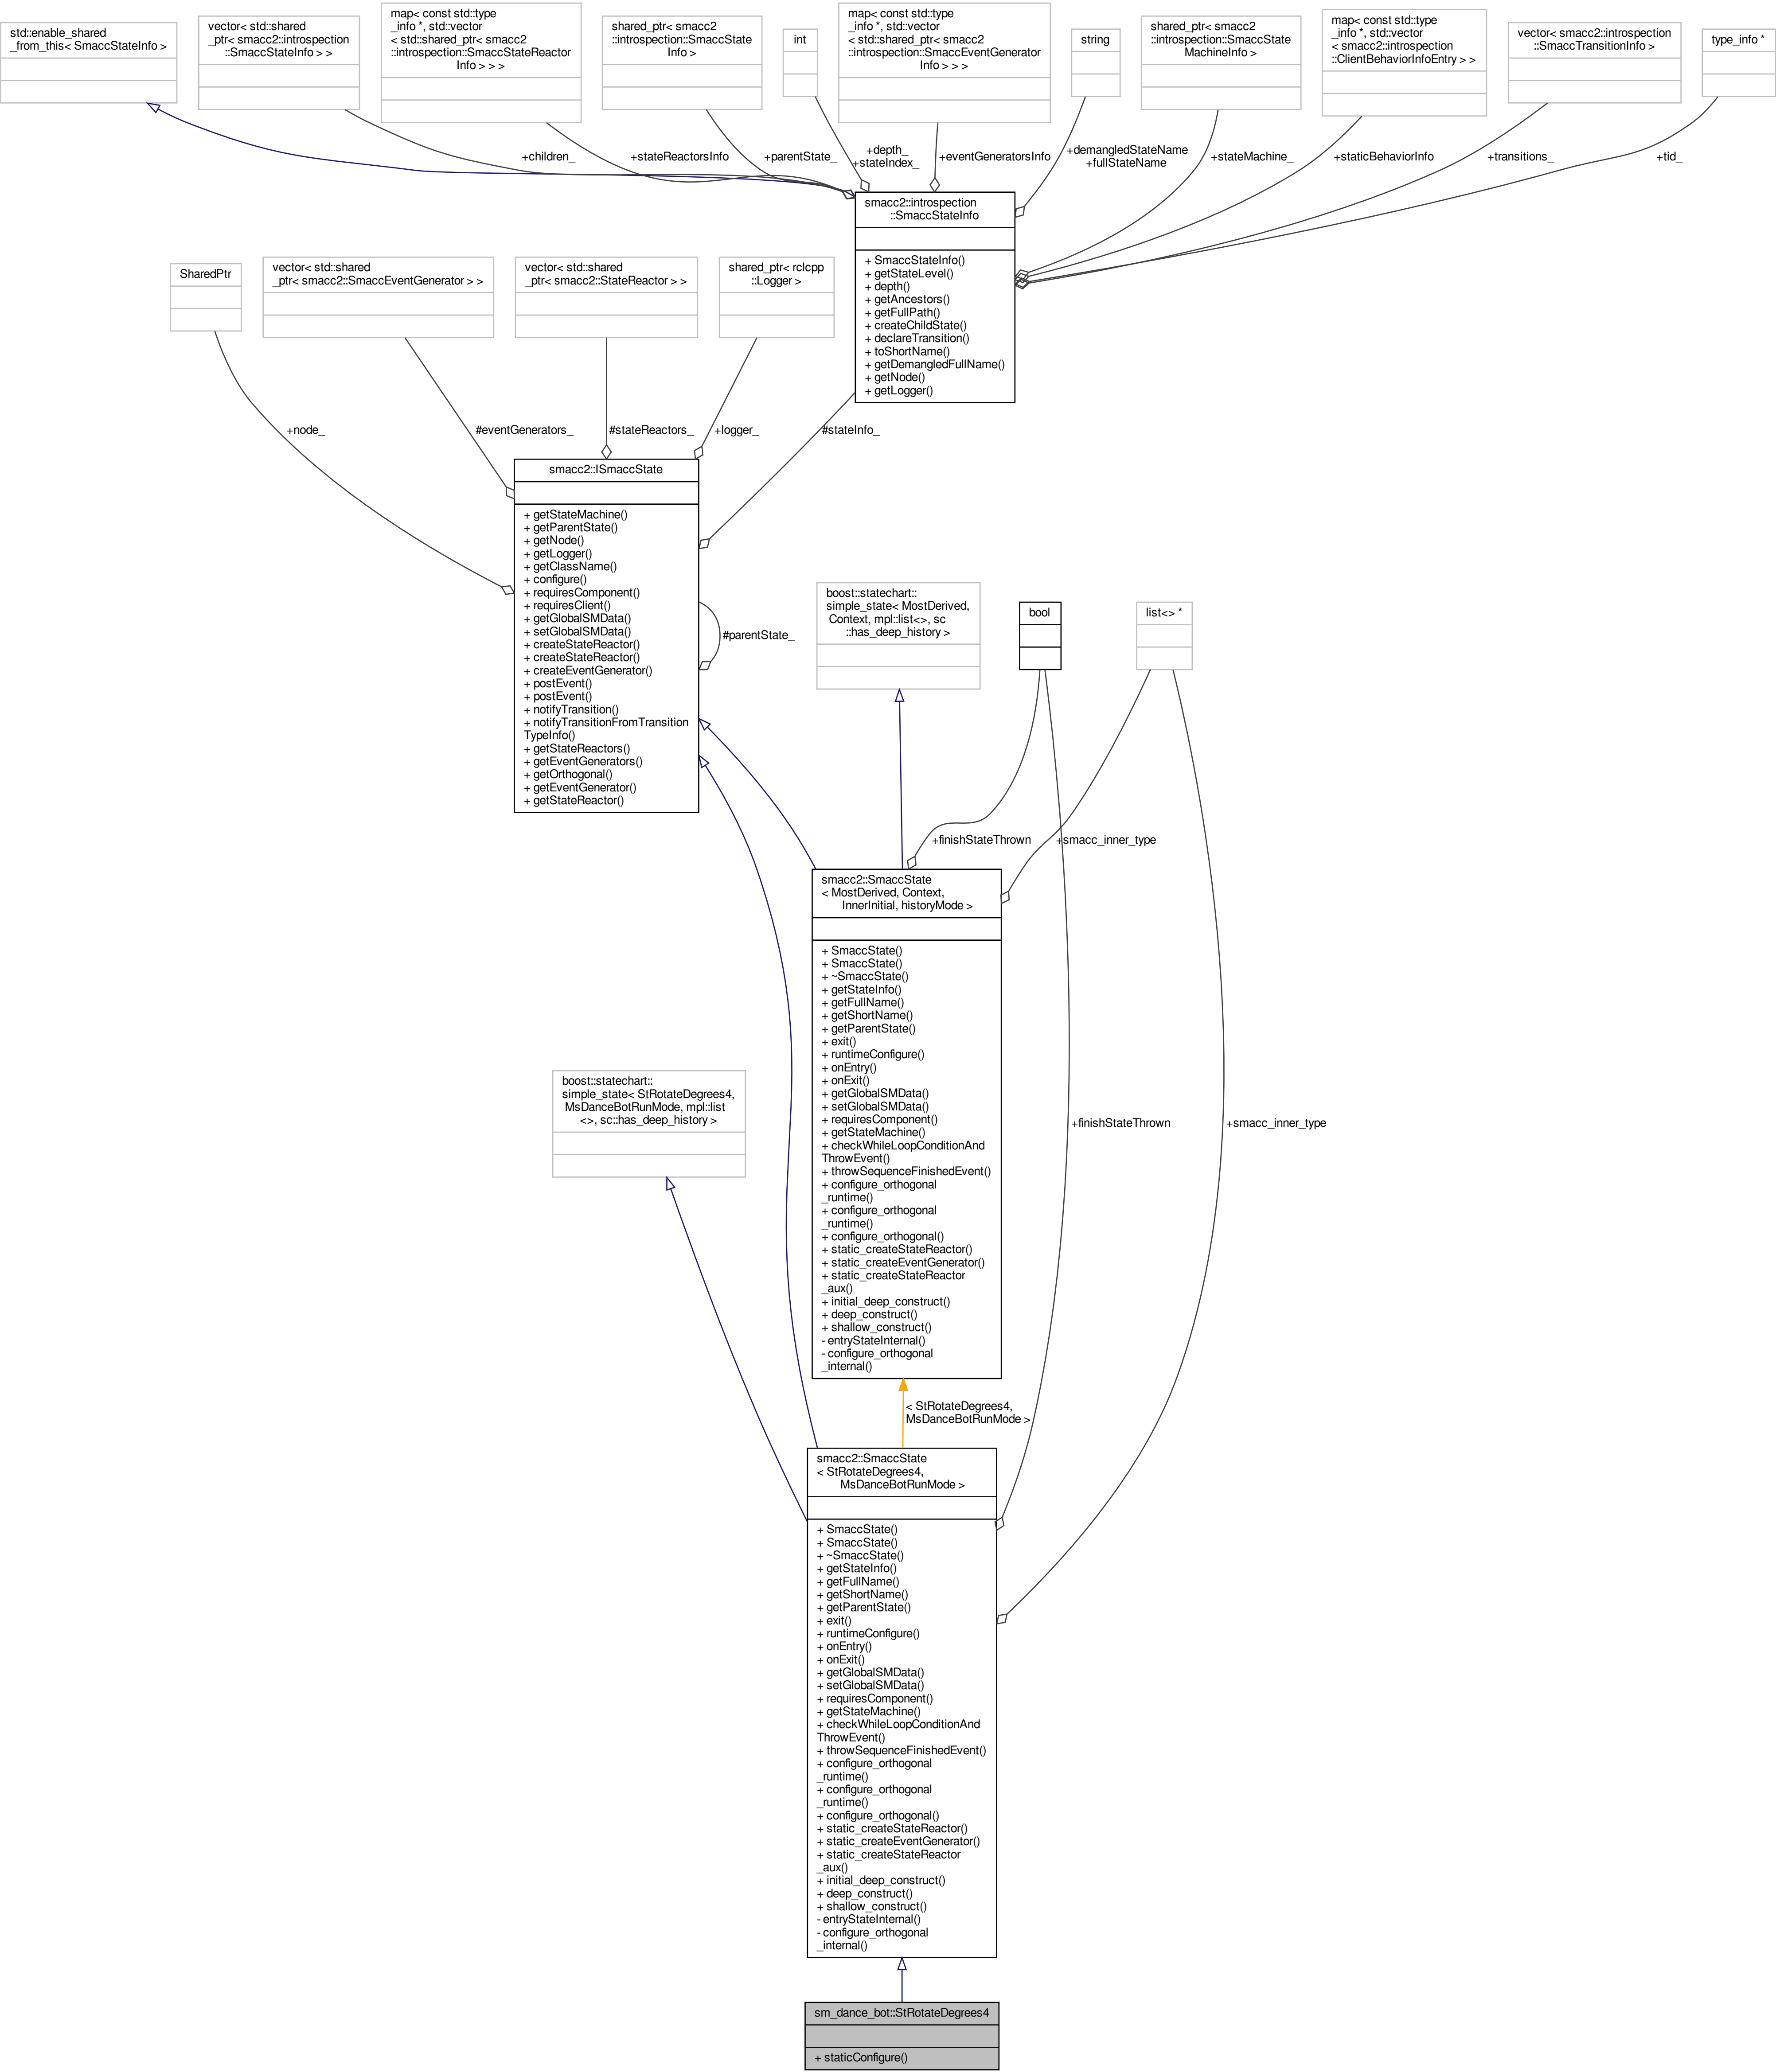 std::enable_shared
_from_this< SmaccStateInfo >
vector< std::shared
_ptr< smacc2::introspection
::SmaccStateInfo > >
map< const std::type
_info *, std::vector
< std::shared_ptr< smacc2
::introspection::SmaccStateReactor
Info > > >
shared_ptr< smacc2
::introspection::SmaccState
Info >
int
map< const std::type
_info *, std::vector
< std::shared_ptr< smacc2
::introspection::SmaccEventGenerator
Info > > >
string
shared_ptr< smacc2
::introspection::SmaccState
MachineInfo >
map< const std::type
_info *, std::vector
< smacc2::introspection
::ClientBehaviorInfoEntry > >
vector< smacc2::introspection
::SmaccTransitionInfo >
type_info *
+children_
+stateReactorsInfo
+parentState_
+depth_
+stateIndex_
+eventGeneratorsInfo
+demangledStateName
+fullStateName
+stateMachine_
+staticBehaviorInfo
+transitions_
+tid_
smacc2::introspection
::SmaccStateInfo
+ SmaccStateInfo()
+ getStateLevel()
+ depth()
+ getAncestors()
+ getFullPath()
+ createChildState()
+ declareTransition()
+ toShortName()
+ getDemangledFullName()
+ getNode()
+ getLogger()
SharedPtr
vector< std::shared
_ptr< smacc2::SmaccEventGenerator > >
vector< std::shared
_ptr< smacc2::StateReactor > >
shared_ptr< rclcpp
::Logger >
+node_
#eventGenerators_
#stateReactors_
+logger_
#stateInfo_
smacc2::ISmaccState
+ getStateMachine()
+ getParentState()
+ getNode()
+ getLogger()
+ getClassName()
+ configure()
+ requiresComponent()
+ requiresClient()
+ getGlobalSMData()
+ setGlobalSMData()
+ createStateReactor()
+ createStateReactor()
+ createEventGenerator()
+ postEvent()
+ postEvent()
+ notifyTransition()
+ notifyTransitionFromTransition
TypeInfo()
+ getStateReactors()
+ getEventGenerators()
+ getOrthogonal()
+ getEventGenerator()
+ getStateReactor()
#parentState_
boost::statechart::
simple_state< MostDerived,
Context, mpl::list<>, sc
::has_deep_history >
bool
list<> *
+finishStateThrown
+smacc_inner_type
smacc2::SmaccState
< MostDerived, Context,
InnerInitial, historyMode >
+ SmaccState()
+ SmaccState()
+ ~SmaccState()
+ getStateInfo()
+ getFullName()
+ getShortName()
+ getParentState()
+ exit()
+ runtimeConfigure()
+ onEntry()
+ onExit()
+ getGlobalSMData()
+ setGlobalSMData()
+ requiresComponent()
+ getStateMachine()
+ checkWhileLoopConditionAnd
ThrowEvent()
+ throwSequenceFinishedEvent()
+ configure_orthogonal
_runtime()
+ configure_orthogonal
_runtime()
+ configure_orthogonal()
+ static_createStateReactor()
+ static_createEventGenerator()
+ static_createStateReactor
_aux()
+ initial_deep_construct()
+ deep_construct()
+ shallow_construct()
- entryStateInternal()
- configure_orthogonal
_internal()
boost::statechart::
simple_state< StRotateDegrees4,
MsDanceBotRunMode, mpl::list
<>, sc::has_deep_history >
+finishStateThrown
+smacc_inner_type
< StRotateDegrees4,
MsDanceBotRunMode >
smacc2::SmaccState
< StRotateDegrees4,
MsDanceBotRunMode >
+ SmaccState()
+ SmaccState()
+ ~SmaccState()
+ getStateInfo()
+ getFullName()
+ getShortName()
+ getParentState()
+ exit()
+ runtimeConfigure()
+ onEntry()
+ onExit()
+ getGlobalSMData()
+ setGlobalSMData()
+ requiresComponent()
+ getStateMachine()
+ checkWhileLoopConditionAnd
ThrowEvent()
+ throwSequenceFinishedEvent()
+ configure_orthogonal
_runtime()
+ configure_orthogonal
_runtime()
+ configure_orthogonal()
+ static_createStateReactor()
+ static_createEventGenerator()
+ static_createStateReactor
_aux()
+ initial_deep_construct()
+ deep_construct()
+ shallow_construct()
- entryStateInternal()
- configure_orthogonal
_internal()
sm_dance_bot::StRotateDegrees4
+ staticConfigure()